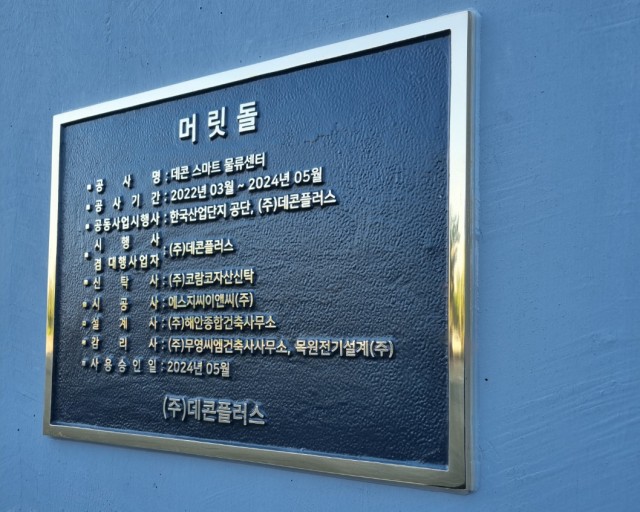 머릿돌
▪ 공 사 명 : 데콘 스마트 물류센터
▪ 공 사 기 간 : 2022년 03월 ~ 2024년 05월
▪ 공동사업시행사 : 한국산업단지 공단, (주)데콘플러스
▪ 시 행 사
겸 대행사업자 : (주)데콘플러스
▪ 신 탁 사 : (주)코람코자산신탁
▪ 시 공 사 : 에스지씨이앤씨(주)
▪ 설 계 사 : (주)해안종합건축사무소
▪ 감 리 사 : (주)무영씨엠건축사사무소, 목원전기설계(주)
▪ 사 용 승 인 일 : 2024년 05월
(주)데콘플러스